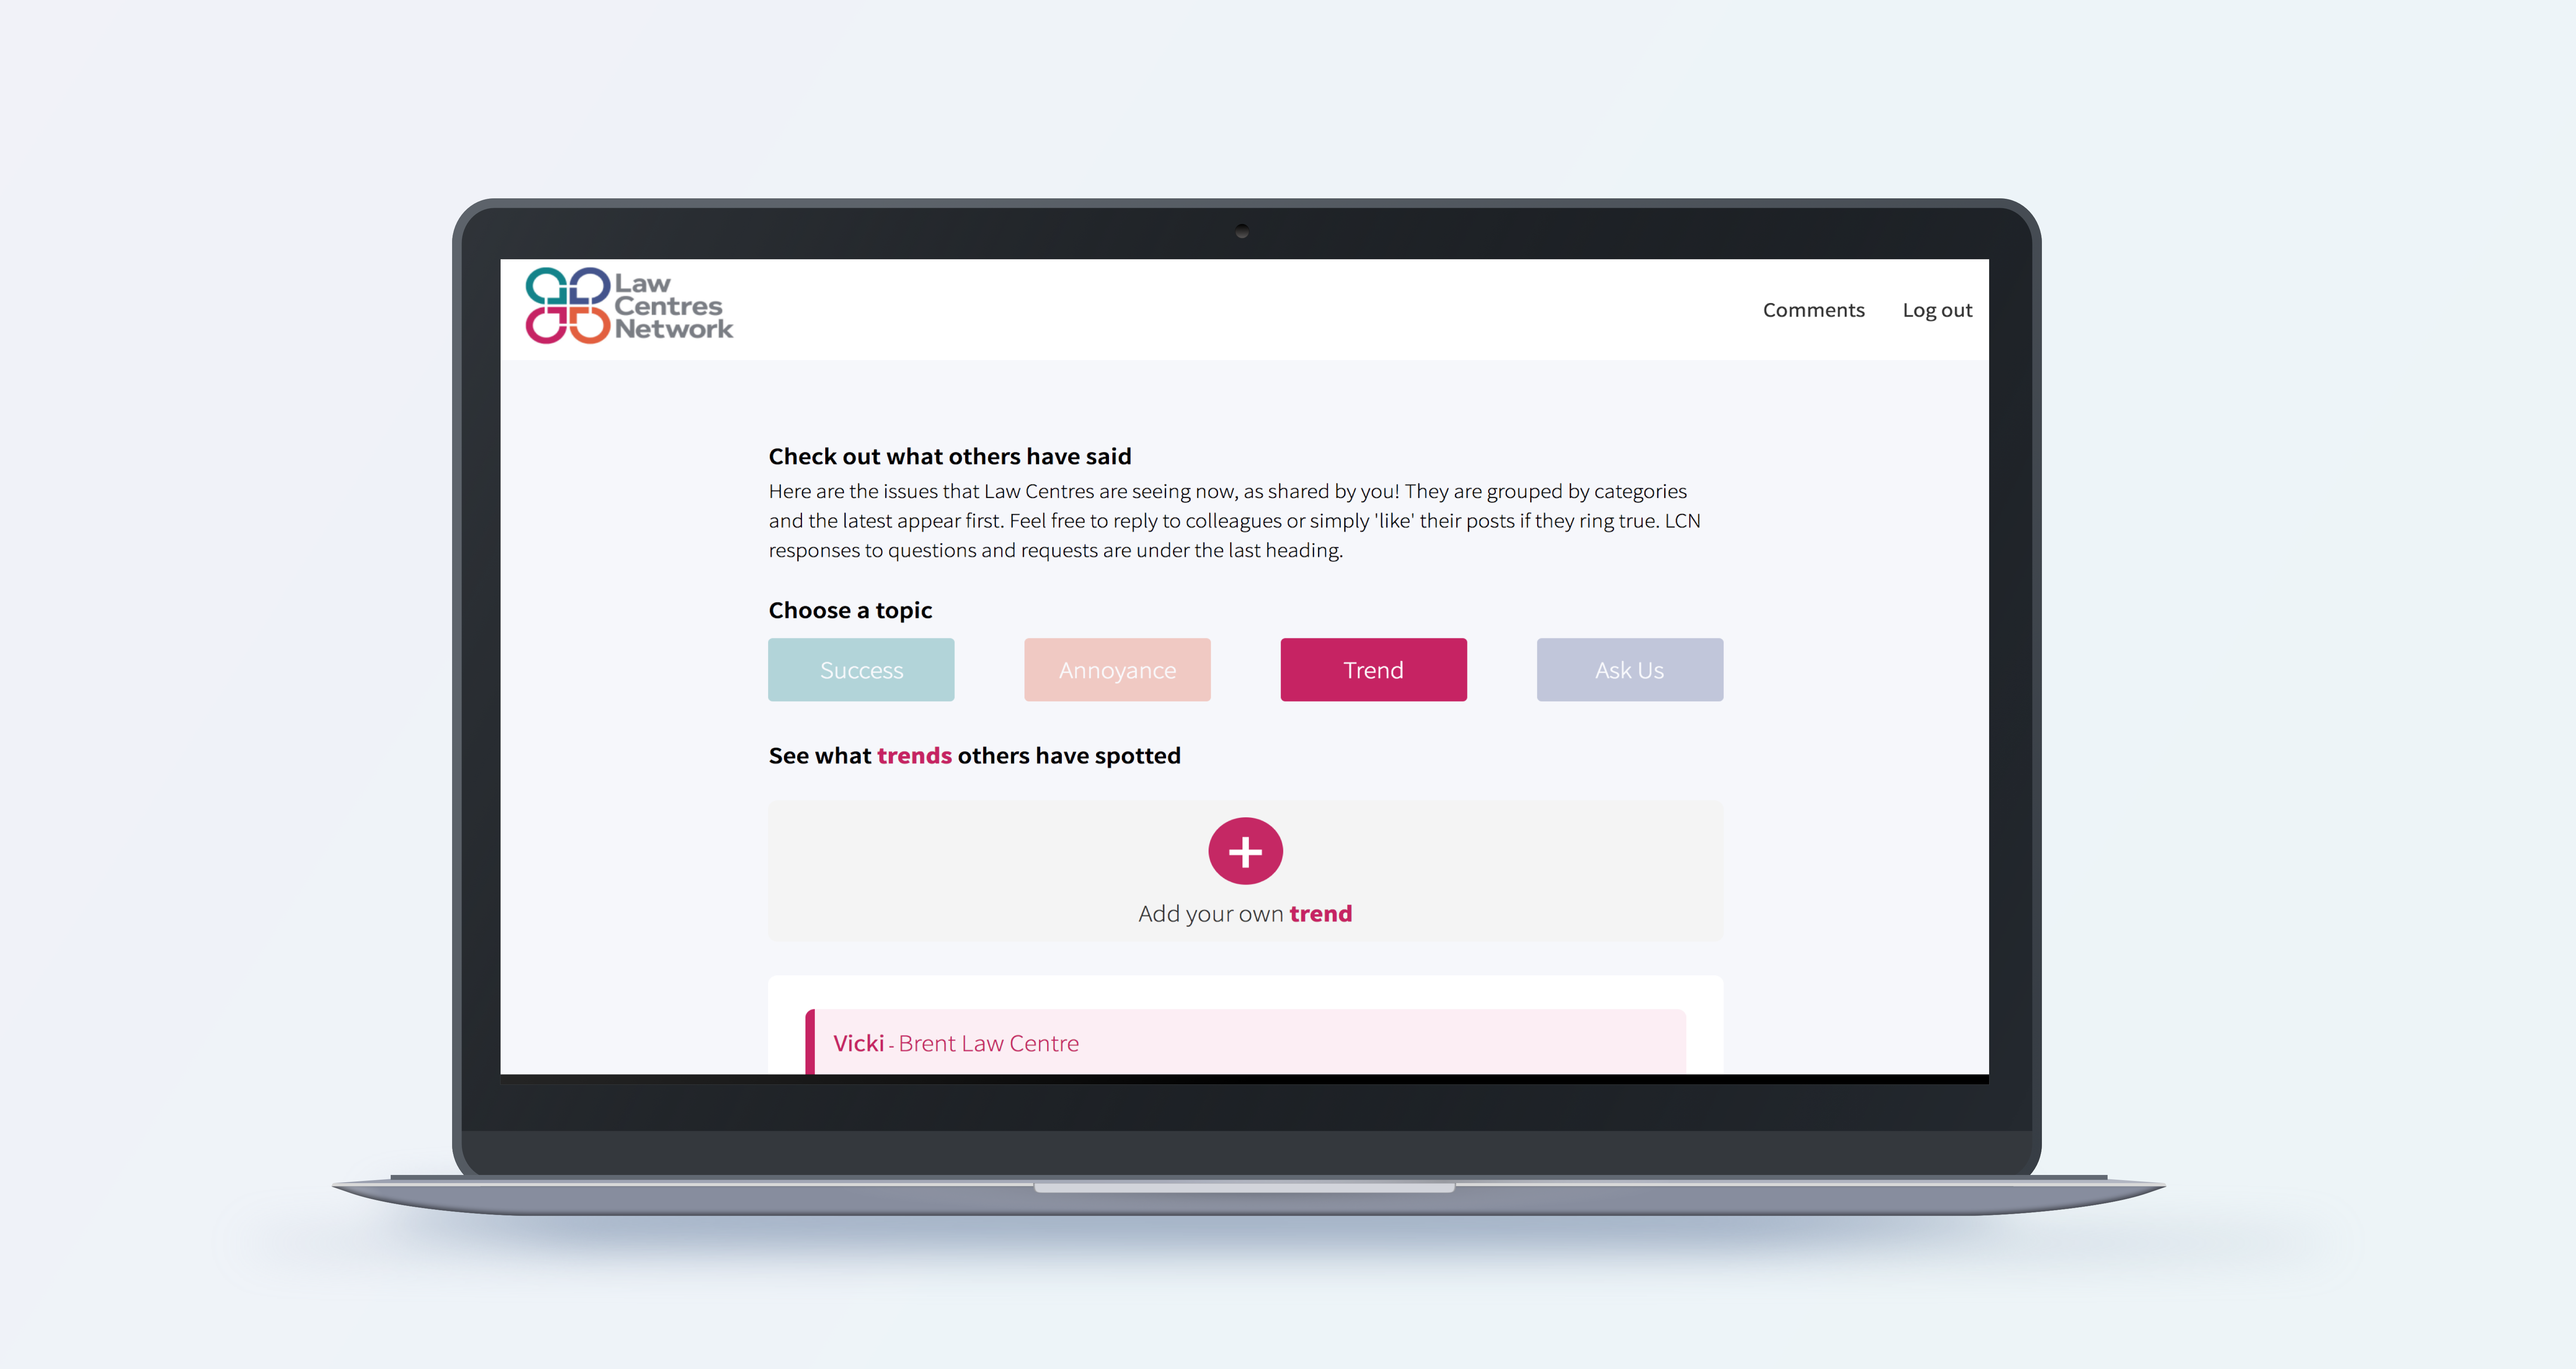 Law
Centres
Network
Comments
Log out
Check out what others have said
Here are the issues that Law Centres are seeing now, as shared by you! They are grouped by categories
and the latest appear first. Feel free to reply to colleagues or simply 'like' their posts if they ring true. LCN
responses to questions and requests are under the last heading.
Choose a topic
Success
Annoyance
Trend
Ask Us
See what trends others have spotted
Add your own trend
Vicki - Brent Law Centre